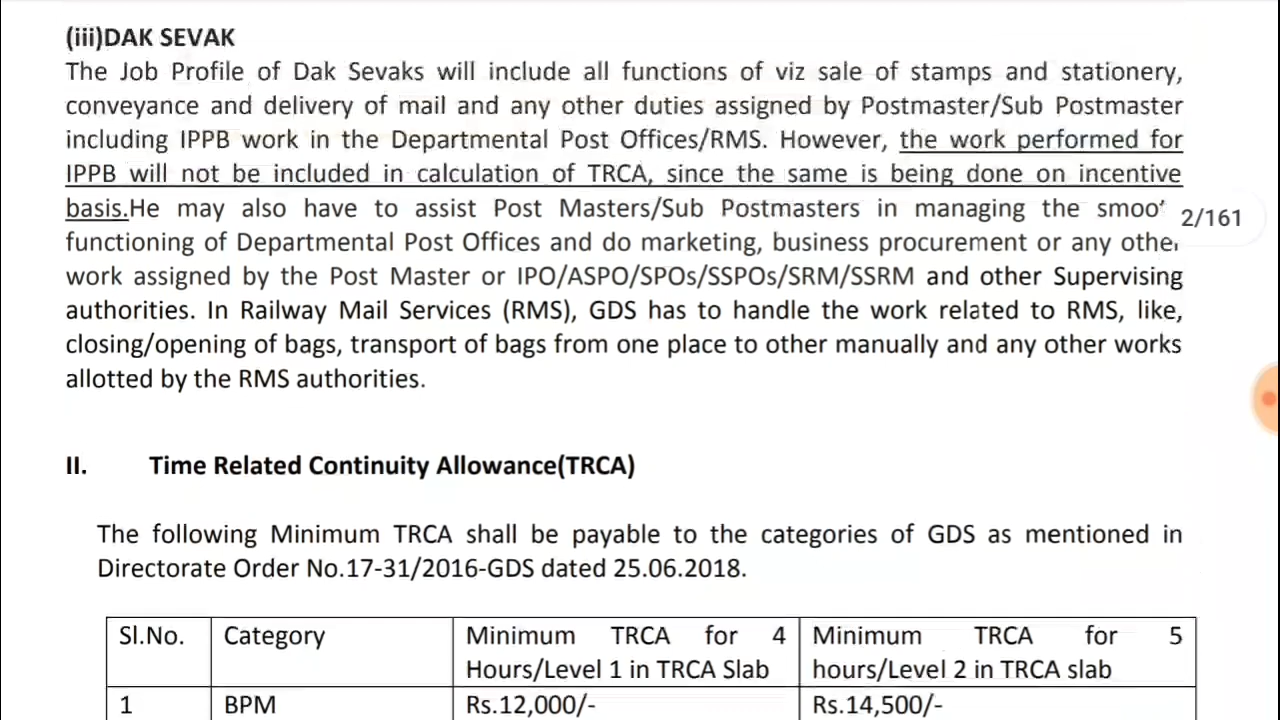 (iii)DAK SEVAK
The Job Profile of Dak Sevaks will include all functions of viz sale of stamps and stationery,
conveyance and delivery of mail and any other duties assigned by Postmaster/Sub Postmaster
including IPPB work in the Departmental Post Offices/RMS. However, the work performed for
IPPB will not be included in calculation of TRCA, since the same is being done on incentive
basis.He may also have to assist Post Masters/Sub Postmasters in managing the
2/161
functioning of Departmental Post Offices and do marketing, business procurement or any other
work assigned by the Post Master or IPO/ASPO/SPOs/SSPOs/SRM/SSRM and other Supervising
authorities. In Railway Mail Services (RMS), GDS has to handle the work related to RMS, like,
closing/opening of bags, transport of bags from one place to other manually and any other works
allotted by the RMS authorities.
II. Time Related Continuity Allowance(TRCA)
The following Minimum TRCA shall be payable to the categories of GDS as mentioned in
Directorate Order No.17-31/2016-GDS dated 25.06.2018.
Sl.No. Category Minimum TRCA for 4 Minimum TRCA for 5
Hours/Level 1 in TRCA Slab hours/Level 2 in TRCA slab
1 BPM Rs.12,000/- Rs.14,500/-